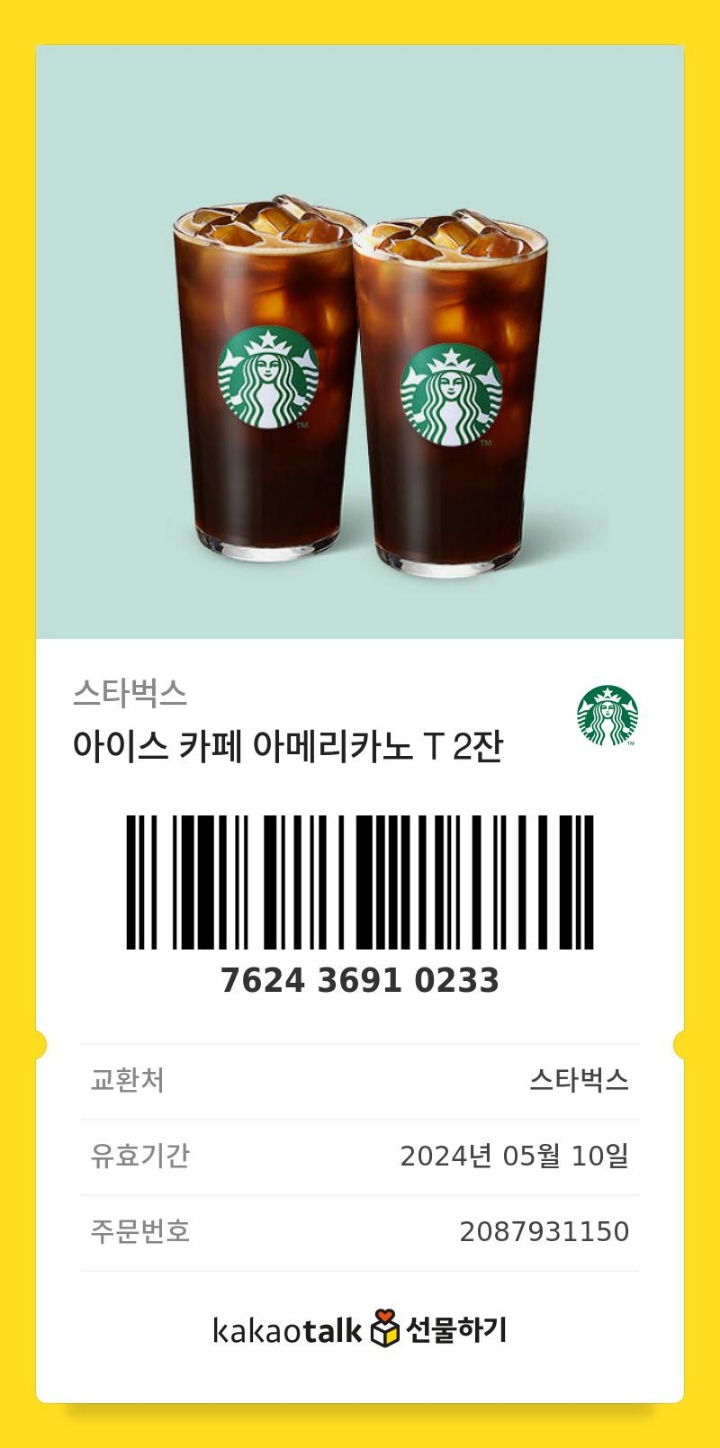 스타벅스
아이스 카페 아메리카노 T 2잔
7624 3691 0233
교환처 스타벅스
유효기간 2024년 05월 10일
주문번호 2087931150
kakaotalk 선물하기